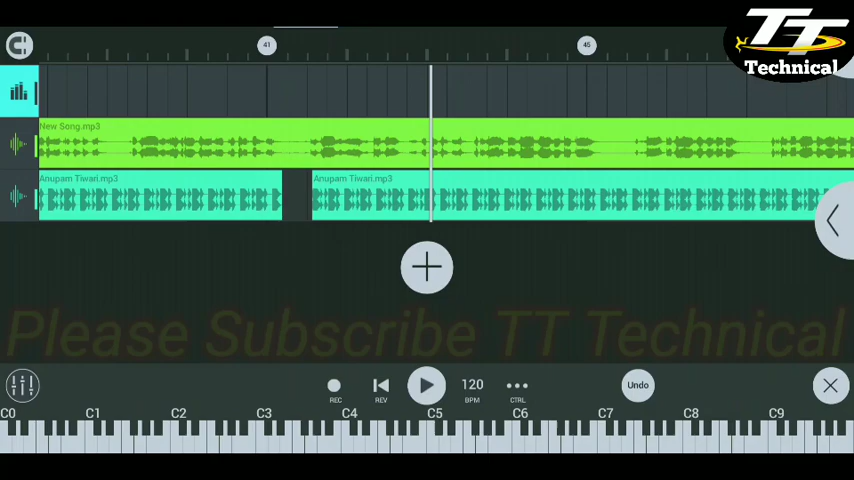 41
45
TT
Technical
New Song.mp3
Anupam Tiwari.mp3
Anupam Tiwari.mp3
Please Subscribe TT Technical
120
Undo
REC
REV
BPM
CTRL
C0 C1 C2 C3 C4 C5 C6 C7 C8 C9